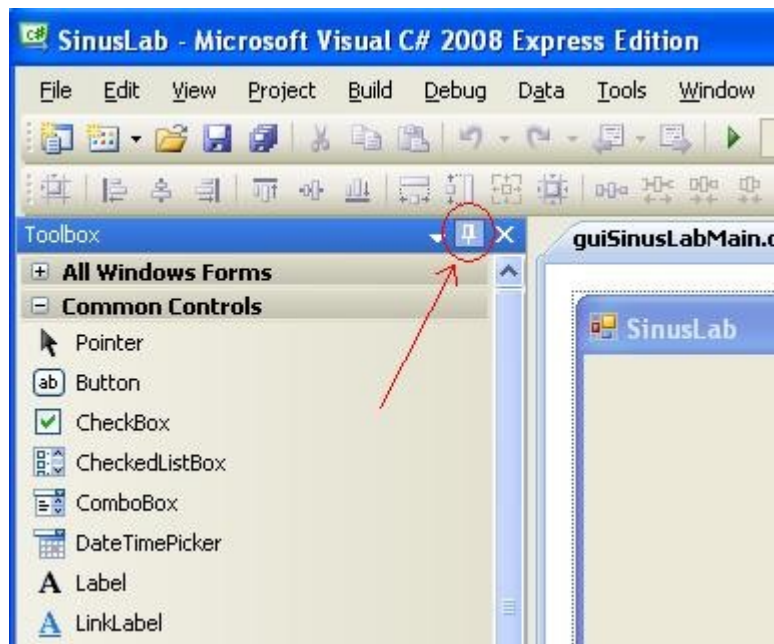 SinusLab - Microsoft Visual C# 2008 Express Edition
File Edit View Project Build Debug Data Tools Window
Toolbox
guiSinusLabMain.
All Windows Forms
Common Controls
SinusLab
Pointer
ab Button
CheckBox
CheckedListBox
ComboBox
DateTimePicker
A Label
A LinkLabel